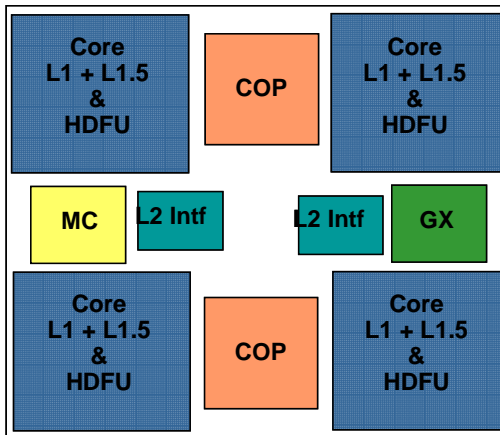 Core
L1 + L1.5
&
HDFU
COP
Core
L1 + L1.5
&
HDFU
MC
L2 Intf
L2 Intf
GX
Core
L1 + L1.5
&
HDFU
COP
Core
L1 + L1.5
&
HDFU